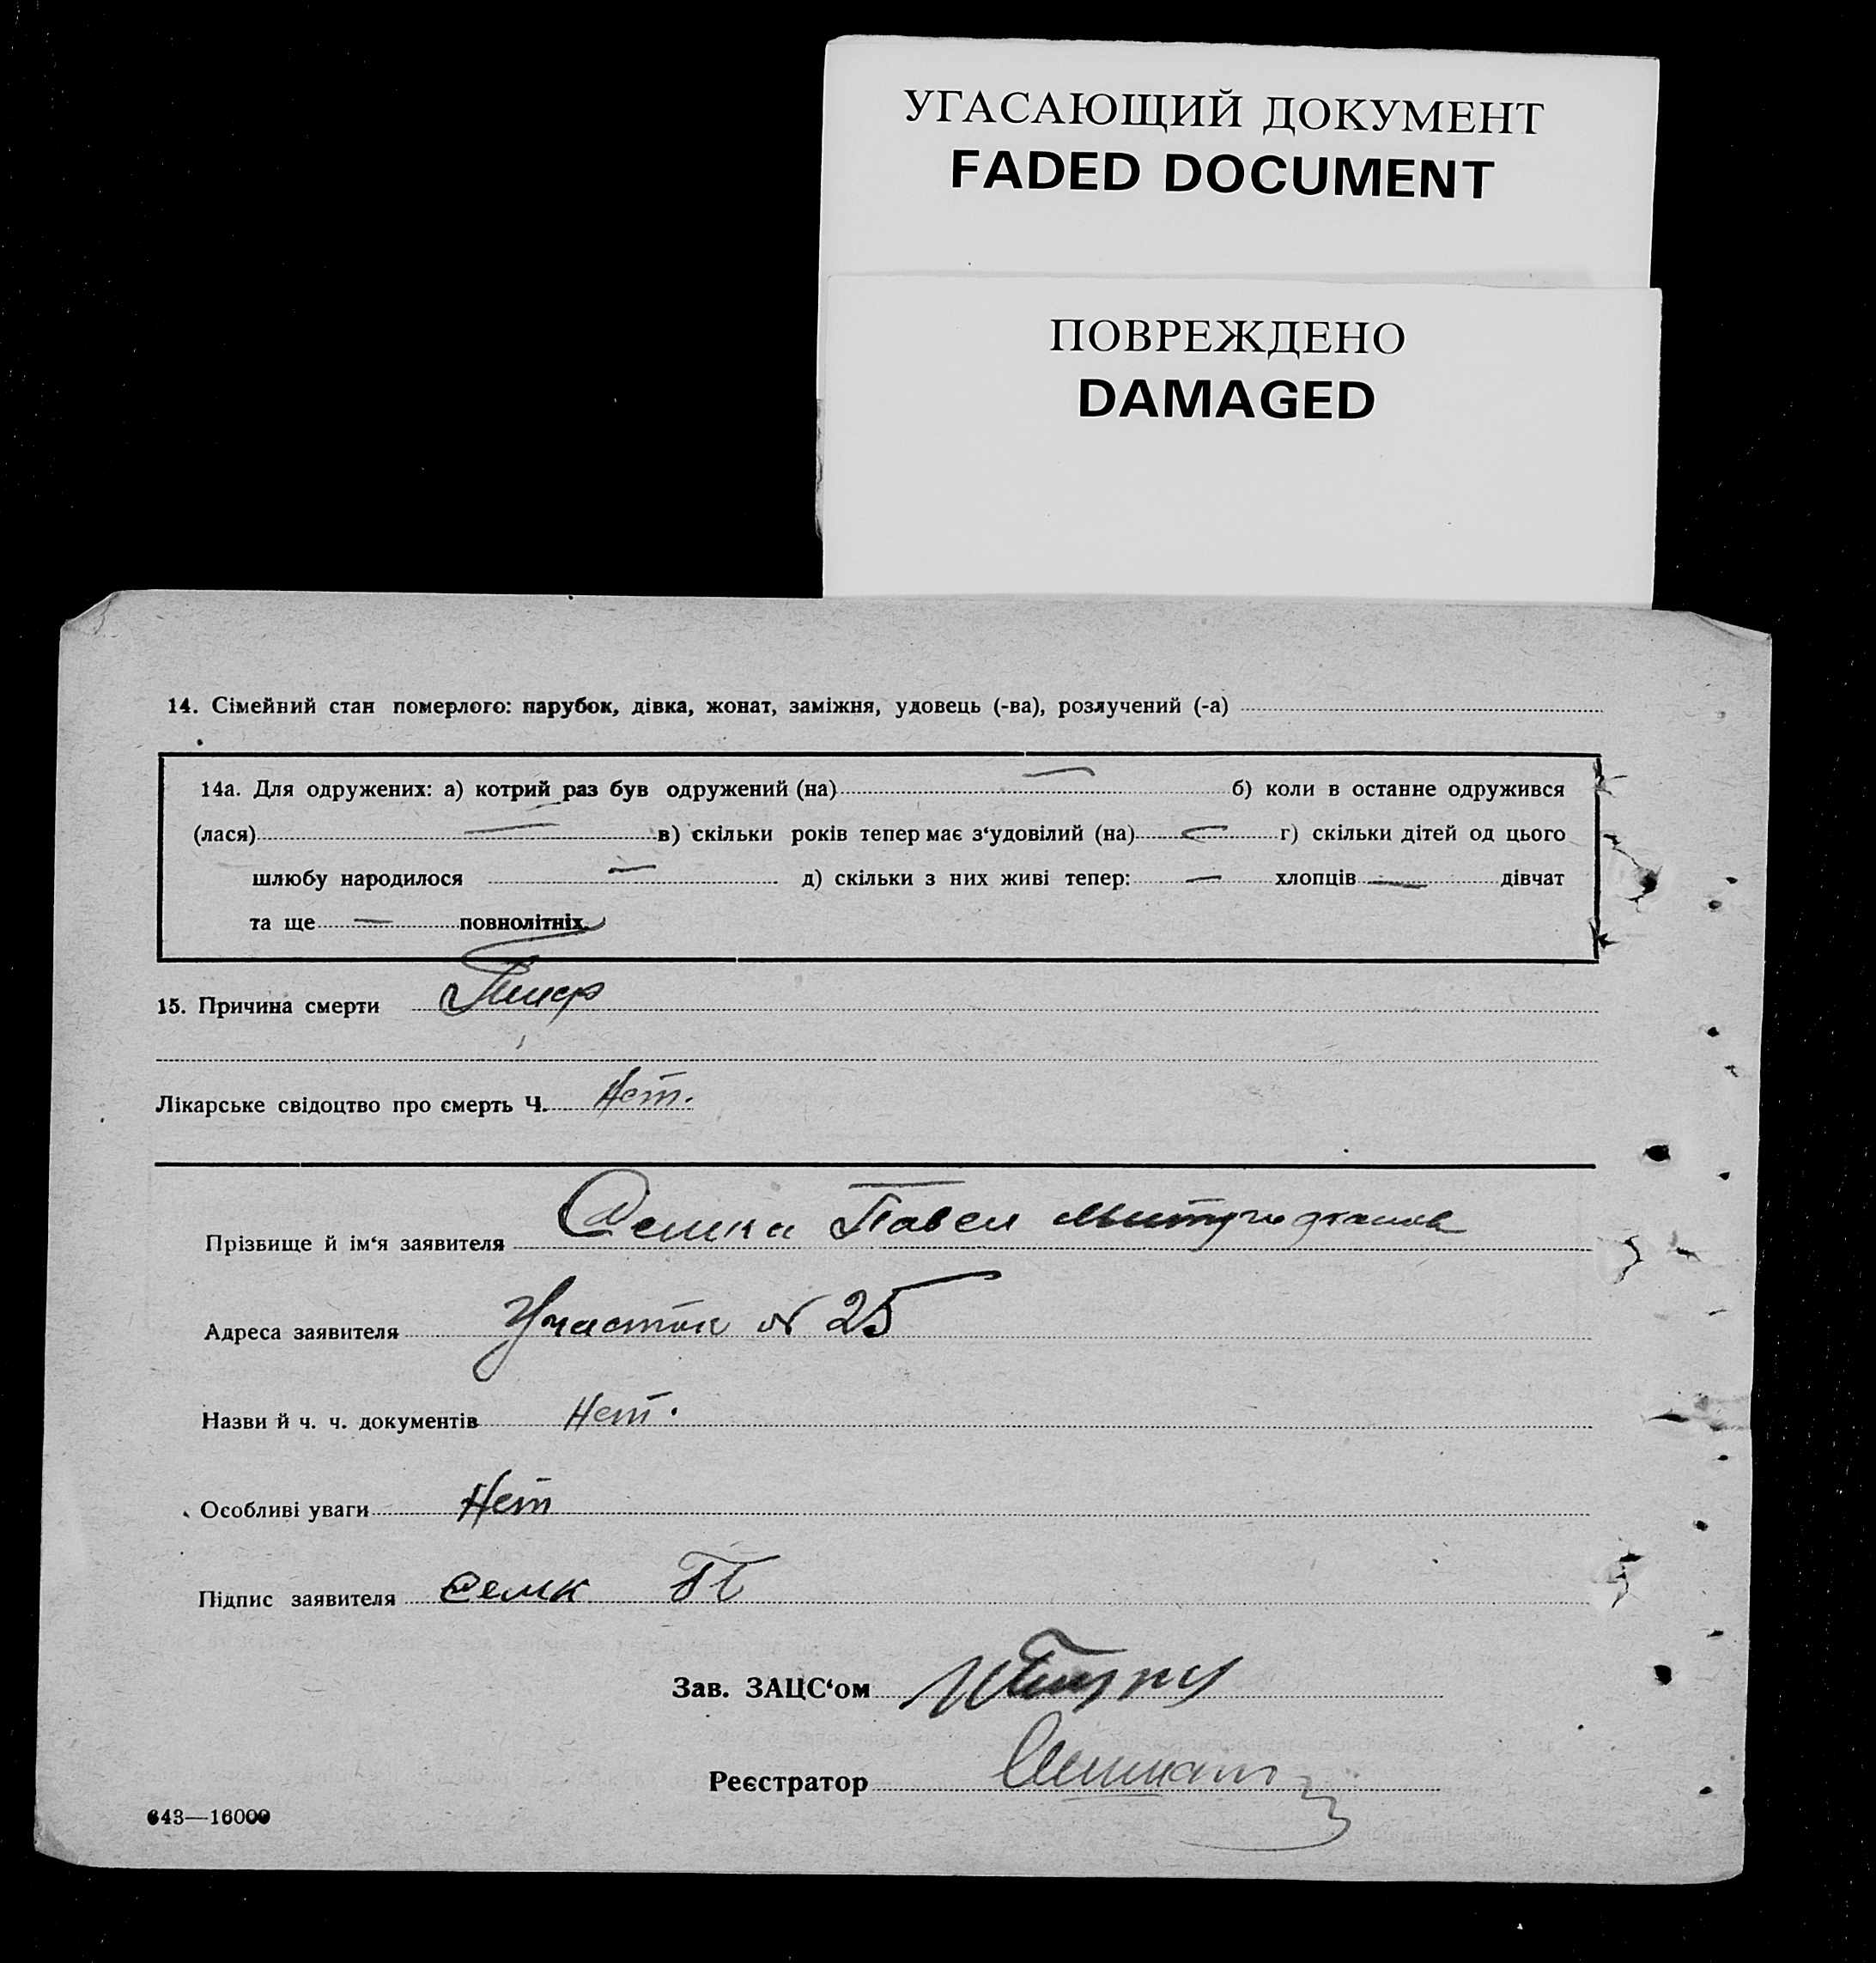 УГАСАЮЩИЙ ДОКУМЕНТ
FADED DOCUMENT
ПОВРЕЖДЕНО
DAMAGED
14. Сімейний стан померлого: парубок, дівка, жонат, заміжня, удовець (-ва), розлучений (-а)
14а. Для одружених: а) котрий раз був одружений (на) — б) коли в останнє одружився
(лася) — в) скільки років тепер має з‘удовілий (на) — г) скільки дітей од цього
шлюбу народилося — д) скільки з них живі тепер: — хлопців — дівчат
та ще — повнолітніх.
15. Причина смерти Тиф
Лікарське свідоцтво про смерть Ч. Нет.
Прізвище й ім‘я заявителя Павел
Адреса заявителя Участок № 25
Назви й ч. ч. документів Нет.
Особливі уваги Нет
Підпис заявителя Семк П
Зав. ЗАЦС‘ом
Реєстратор
643—16000